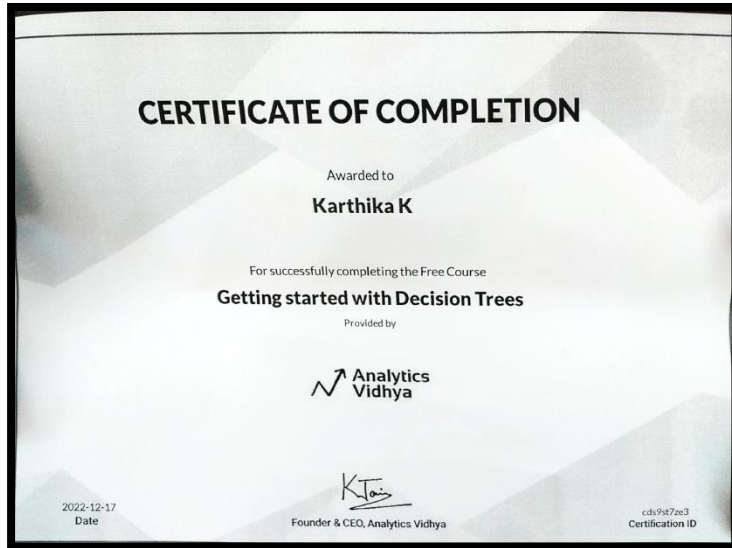 CERTIFICATE OF COMPLETION
Awarded to
Karthika K
For successfully completing the Free Course
Getting started with Decision Trees
Provided by
Analytics
Vidhya
K.Jain
Founder & CEO, Analytics Vidhya
2022-12-17
Date
cds9st7ze3
Certification ID